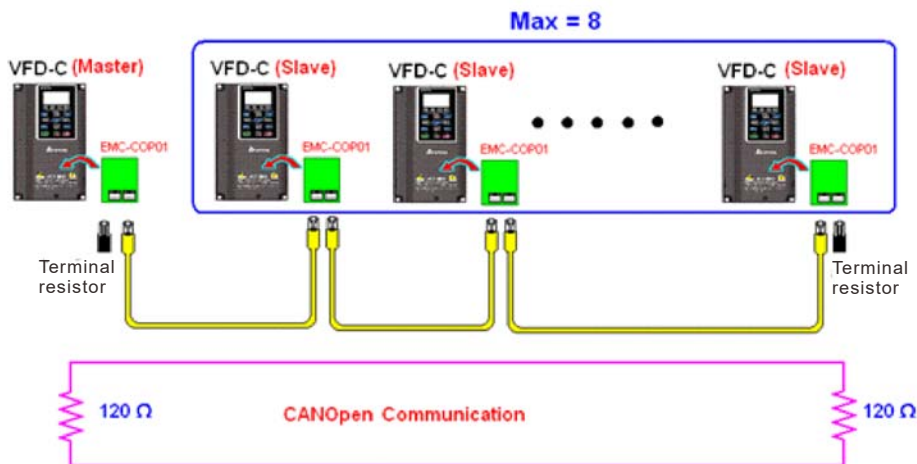 Max = 8
VFD-C (Master)
VFD-C (Slave)
VFD-C (Slave)
VFD-C (Slave)
EMC-COP01
EMC-COP01
EMC-COP01
EMC-COP01
Terminal
resistor
Terminal
resistor
120 Ω
CANOpen Communication
120 Ω